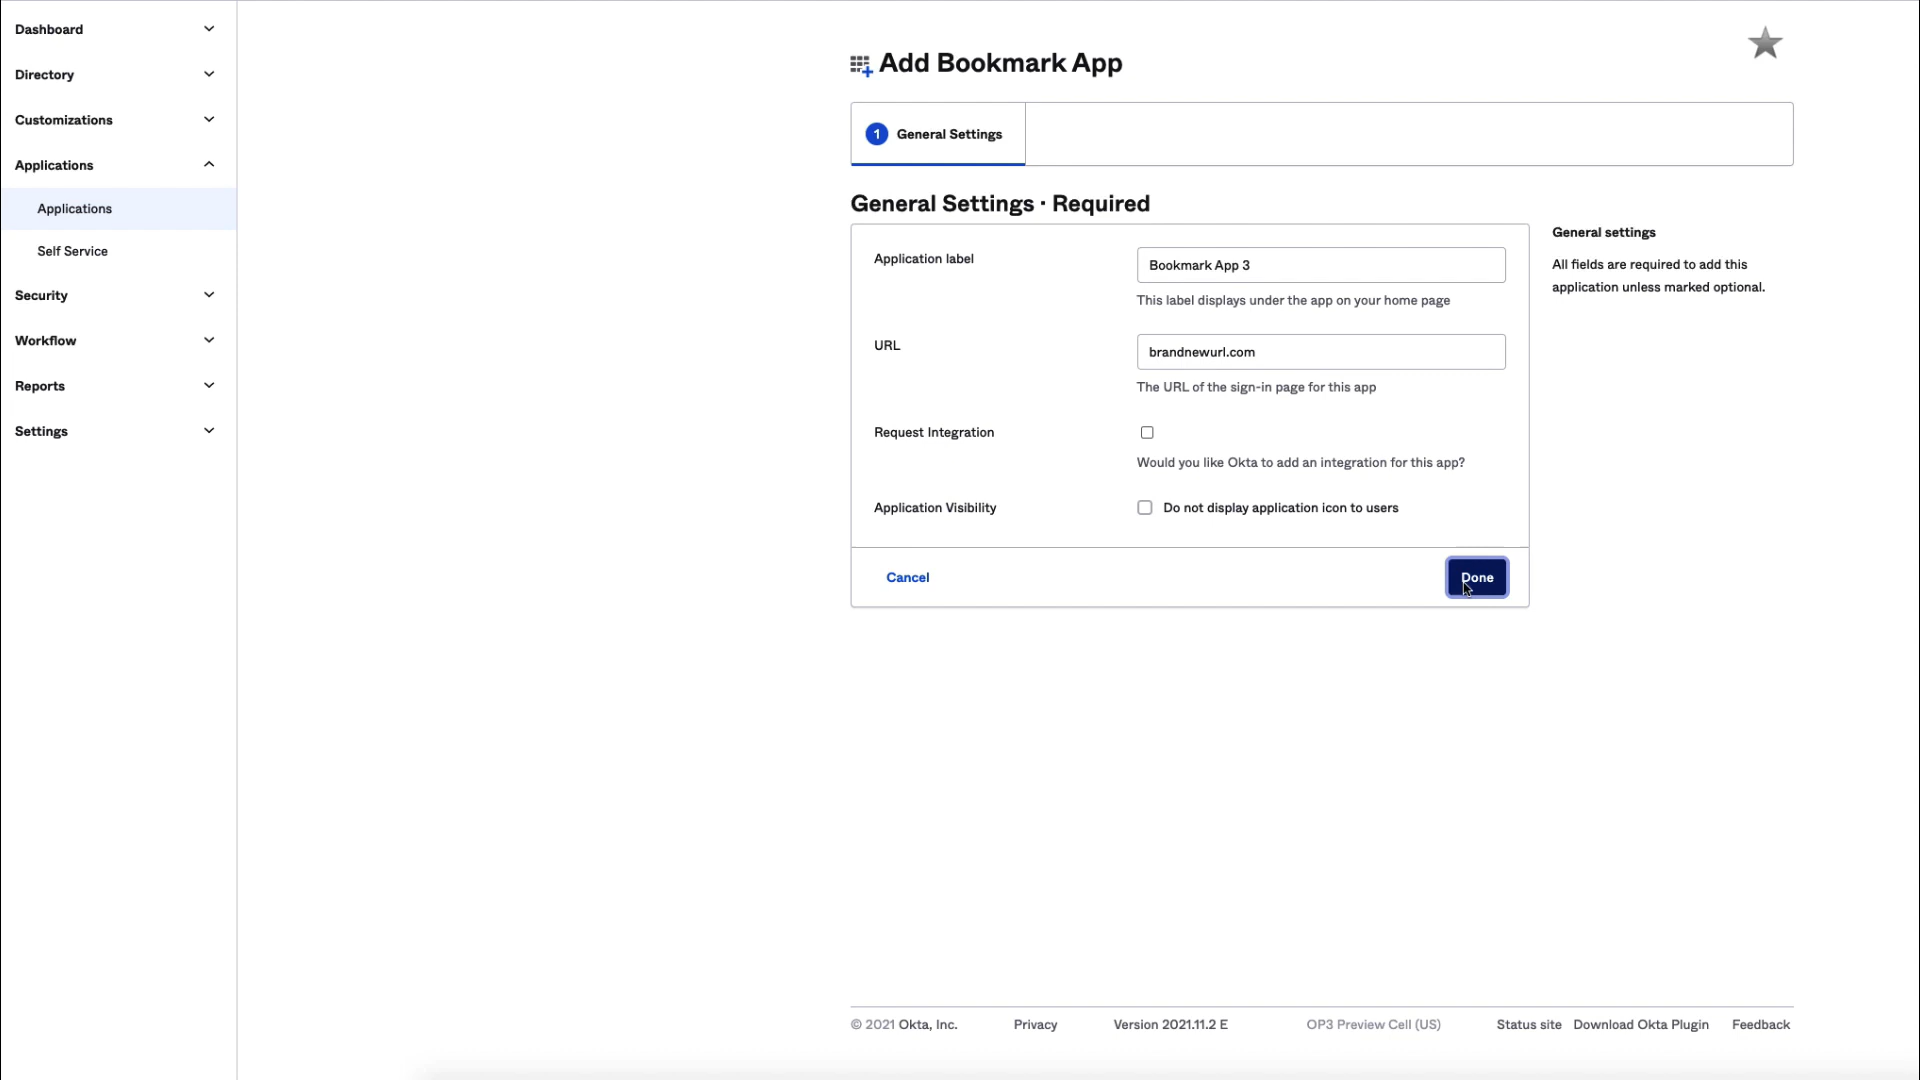 Dashboard
Directory
Customizations
Applications
Applications
Self Service
Security
Workflow
Reports
Settings
Add Bookmark App
1 General Settings
General Settings · Required
Application label
Bookmark App 3
This label displays under the app on your home page
URL
brandnewurl.com
The URL of the sign-in page for this app
Request Integration
Would you like Okta to add an integration for this app?
Application Visibility
Do not display application icon to users
Cancel
Done
General settings
All fields are required to add this
application unless marked optional.
© 2021 Okta, Inc.
Privacy
Version 2021.11.2 E
OP3 Preview Cell (US)
Status site
Download Okta Plugin
Feedback